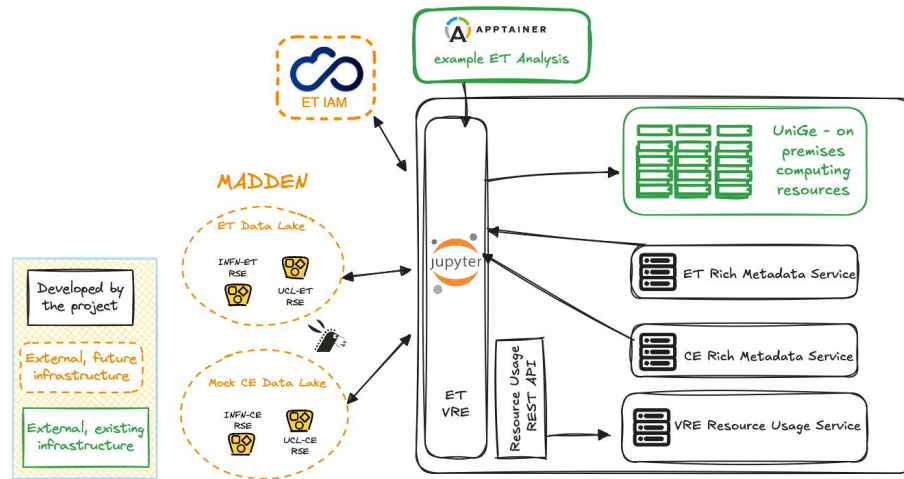 APPTAINER
example ET Analysis
ET IAM
UniGe - on
premises
computing
resources
MADDEN
ET Data Lake
INFN-ET
RSE
UCL-ET
RSE
jupyter
ET Rich Metadata Service
Developed by
the project
External, future
infrastructure
External, existing
infrastructure
Mock CE Data Lake
INFN-CE
RSE
UCL-CE
RSE
ET
VRE
Resource Usage
REST API
CE Rich Metadata Service
VRE Resource Usage Service